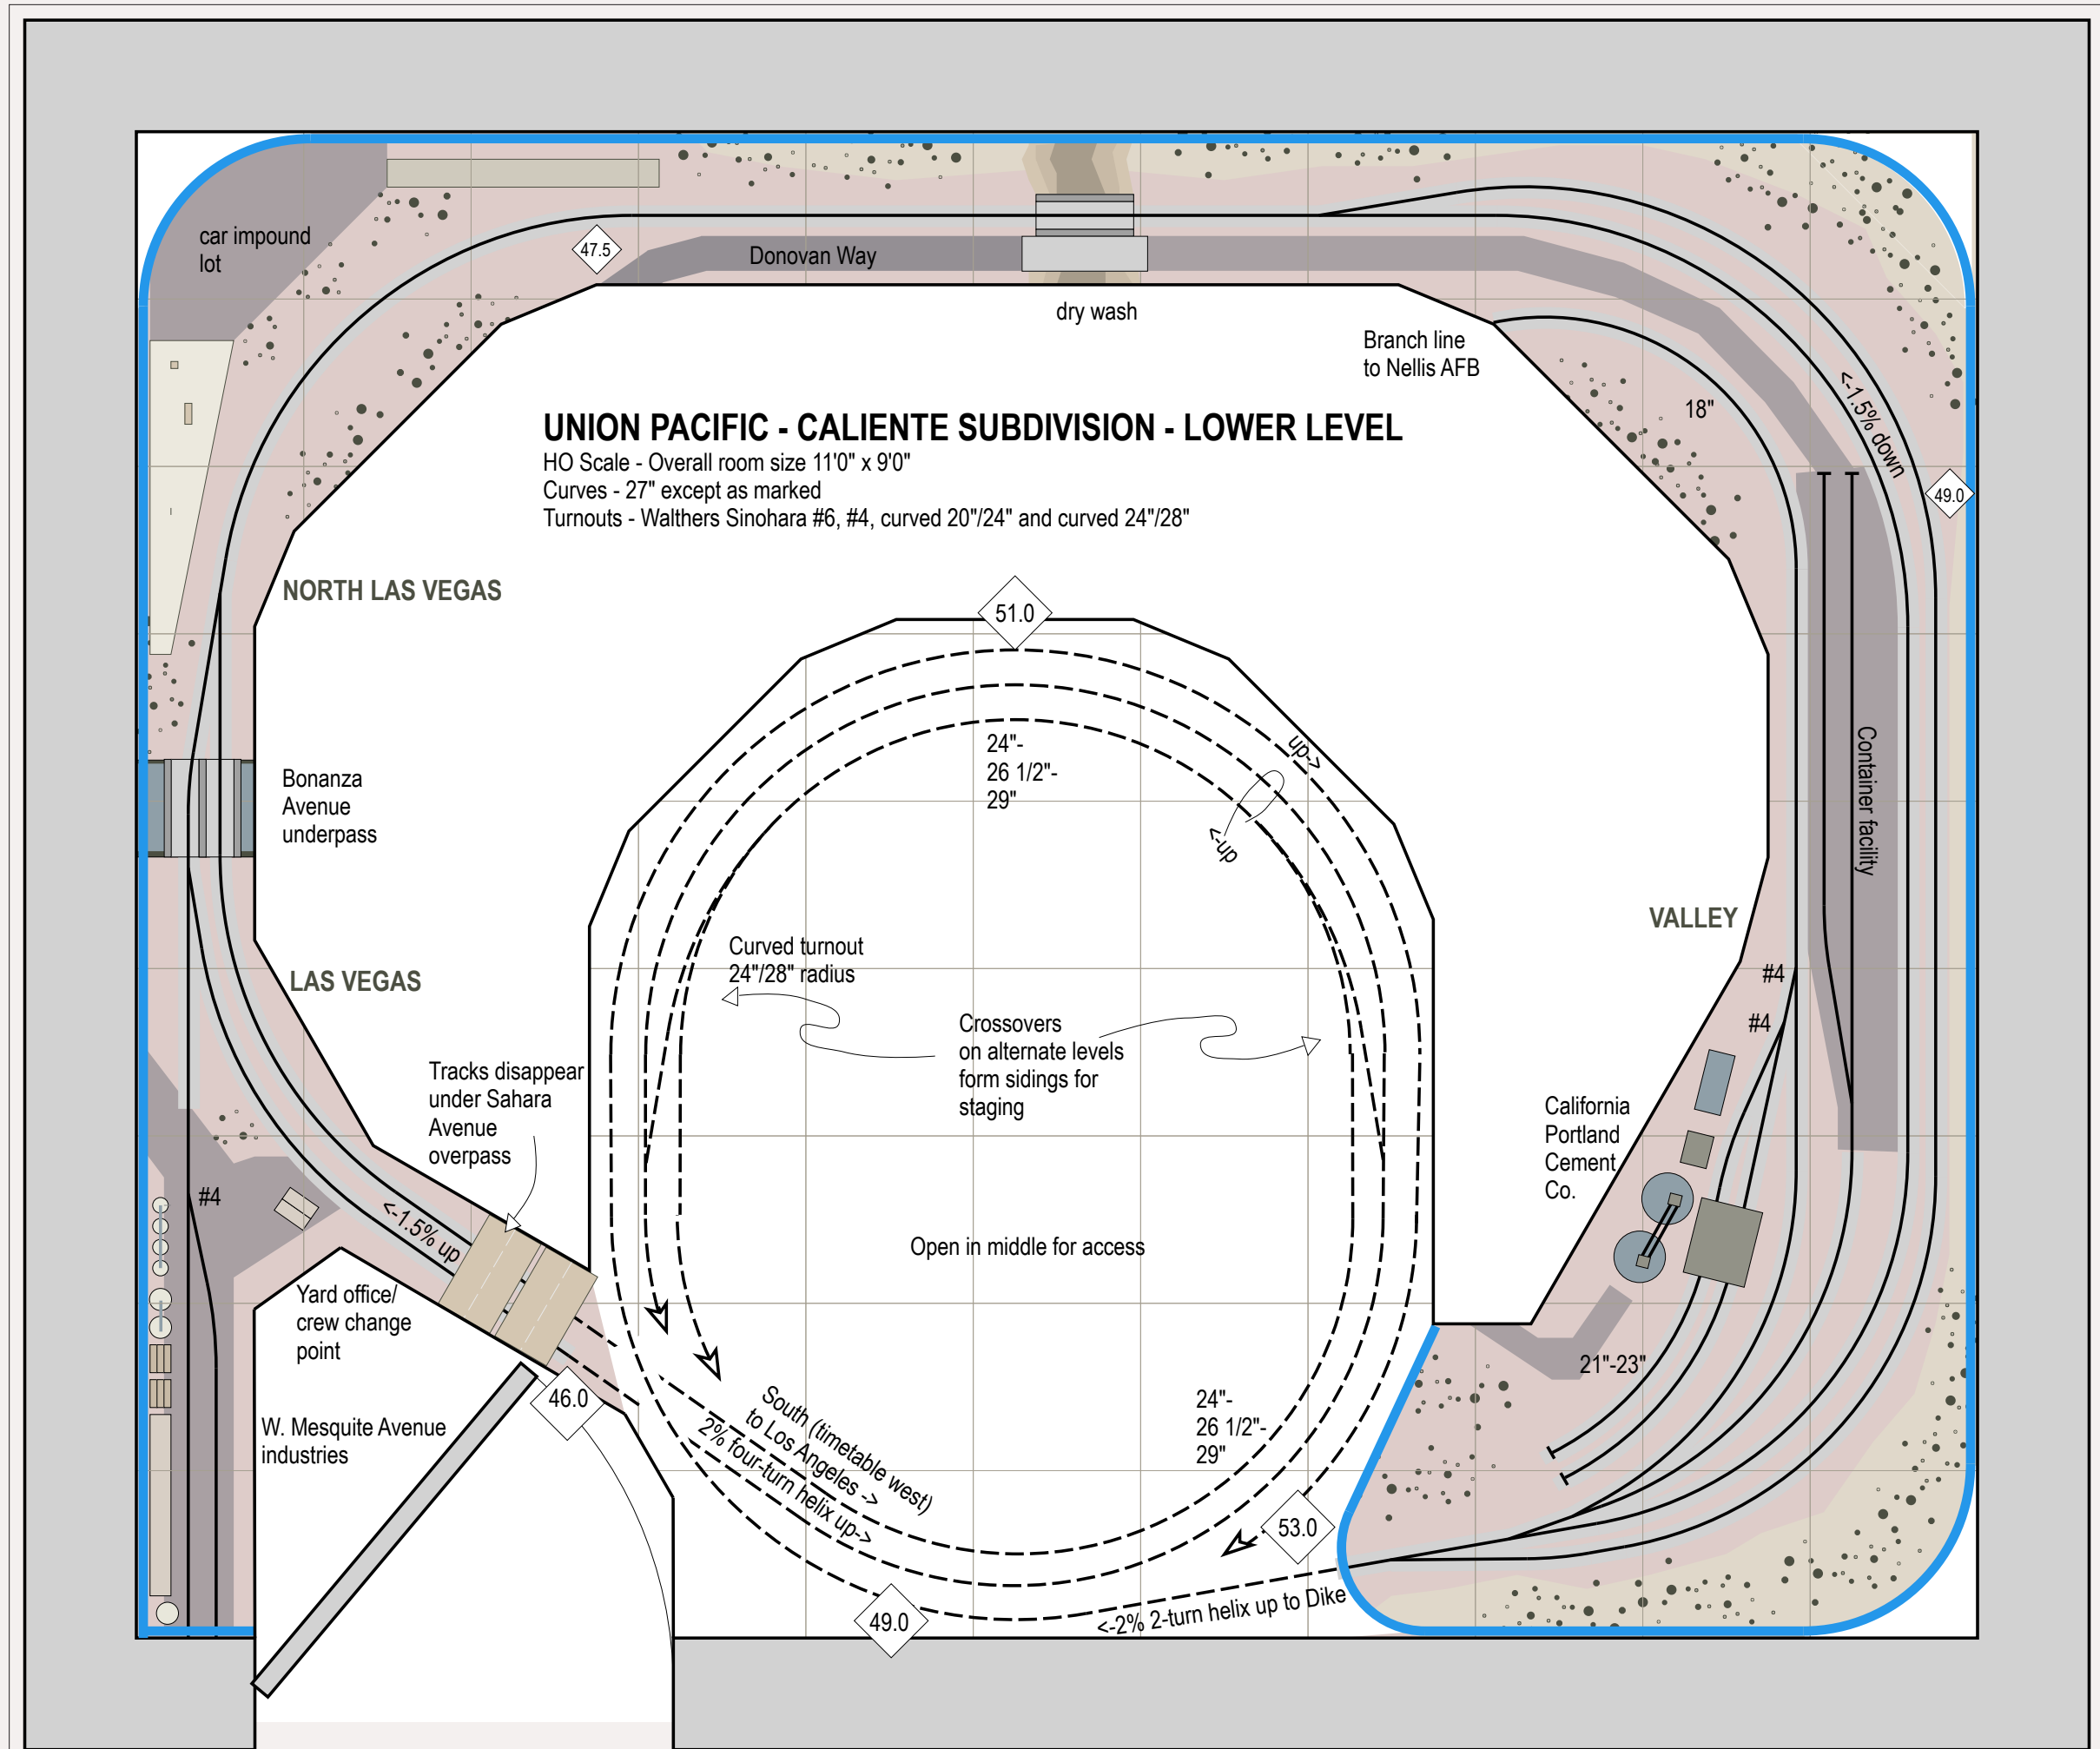 car impound
lot
47.5
Donovan Way
dry wash
Branch line
to Nellis AFB
18"
<-1.5% down
49.0
UNION PACIFIC - CALIENTE SUBDIVISION - LOWER LEVEL
HO Scale - Overall room size 11'0" x 9'0"
Curves - 27" except as marked
Turnouts - Walthers Sinohara #6, #4, curved 20"/24" and curved 24"/28"
NORTH LAS VEGAS
51.0
24"-
26 1/2"-
29"
up->
<-up
Bonanza
Avenue
underpass
Container facility
VALLEY
LAS VEGAS
Curved turnout
24"/28" radius
#4
#4
Crossovers
on alternate levels
form sidings for
staging
Tracks disappear
under Sahara
Avenue
overpass
California
Portland
Cement
Co.
#4
<-1.5% up
Open in middle for access
Yard office/
crew change
point
21"-23"
46.0
W. Mesquite Avenue
industries
South (timetable west)
to Los Angeles ->
2% four-turn helix up->
24"-
26 1/2"-
29"
53.0
49.0
<-2% 2-turn helix up to Dike